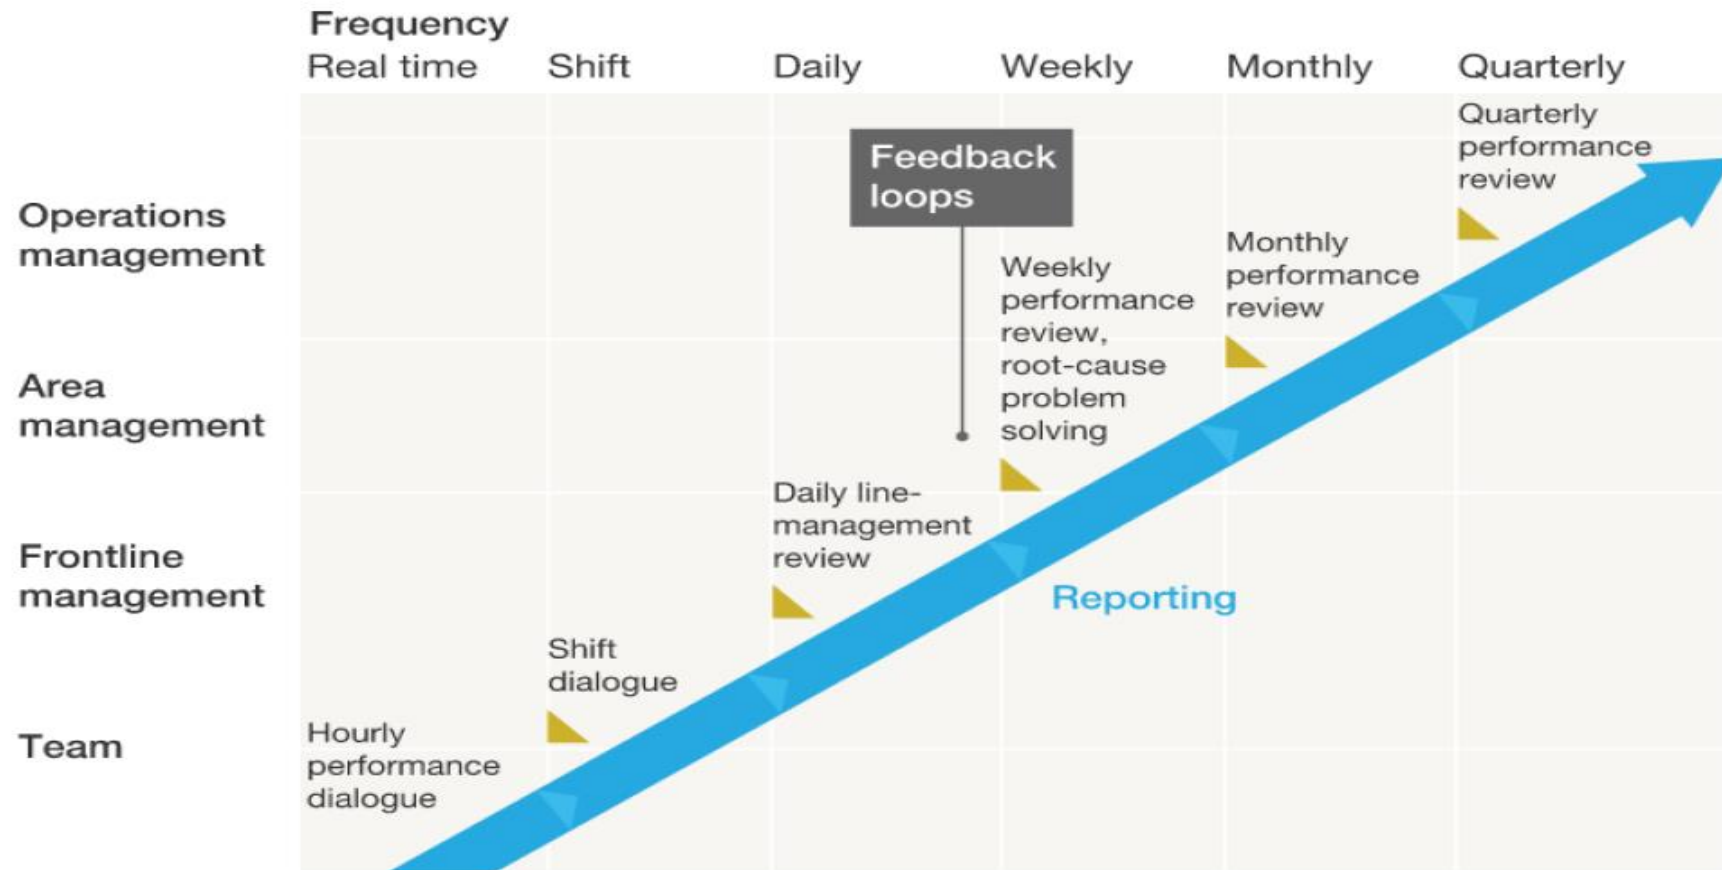 Frequency
Real time
Shift
Daily
Weekly
Monthly
Quarterly
Quarterly
performance
review
Feedback
loops
Operations
management
Monthly
performance
review
Weekly
performance
review,
root-cause
problem
solving
Area
management
Daily line-
management
review
Frontline
management
Reporting
Shift
dialogue
Team
Hourly
performance
dialogue